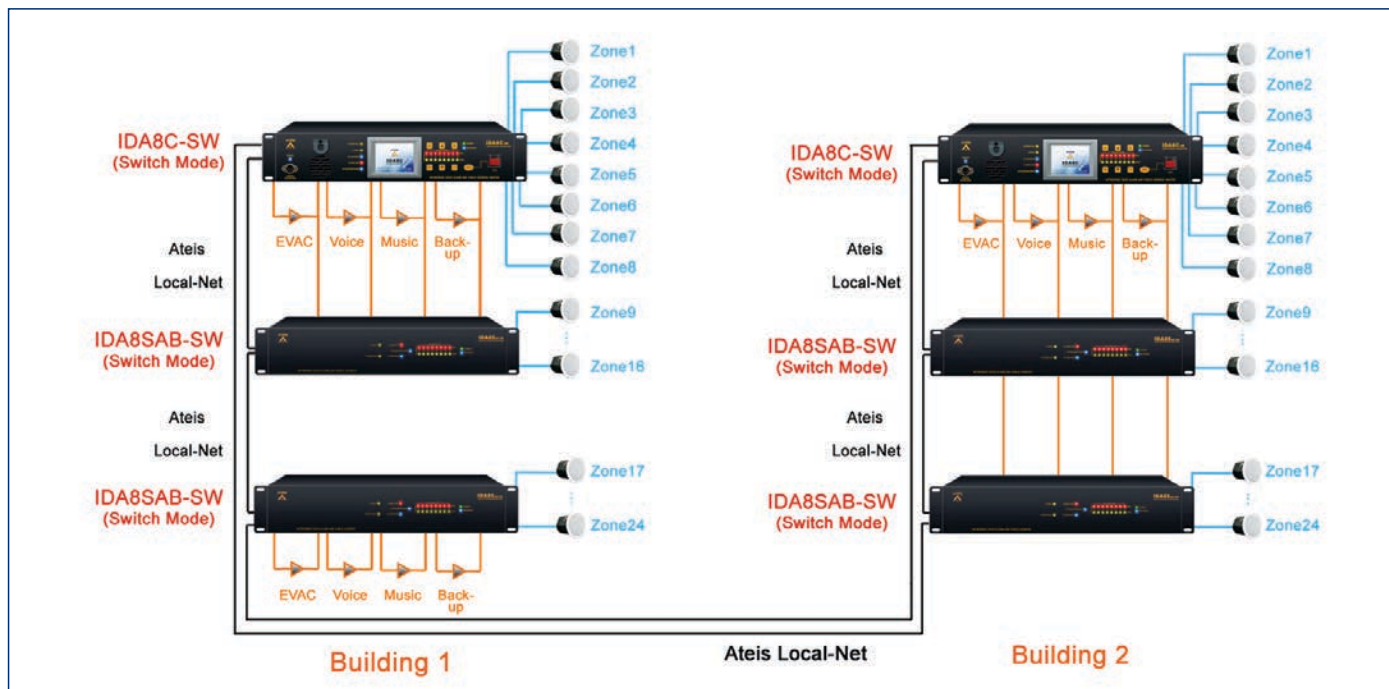 IDA8C-SW
(Switch Mode)
Zone1
Zone2
Zone3
Zone4
Zone5
Zone6
Zone7
Zone8
EVAC
Voice
Music
Back-
up
Ateis
Local-Net
IDA8SAB-SW
(Switch Mode)
Zone9
Zone16
Ateis
Local-Net
IDA8SAB-SW
(Switch Mode)
Zone17
Zone24
EVAC
Voice
Music
Back-
up
Building 1
IDA8C-SW
(Switch Mode)
Zone1
Zone2
Zone3
Zone4
Zone5
Zone6
Zone7
Zone8
EVAC
Voice
Music
Back-
up
Ateis
Local-Net
IDA8SAB-SW
(Switch Mode)
Zone9
Zone16
Ateis
Local-Net
IDA8SAB-SW
(Switch Mode)
Zone17
Zone24
Ateis Local-Net
Building 2